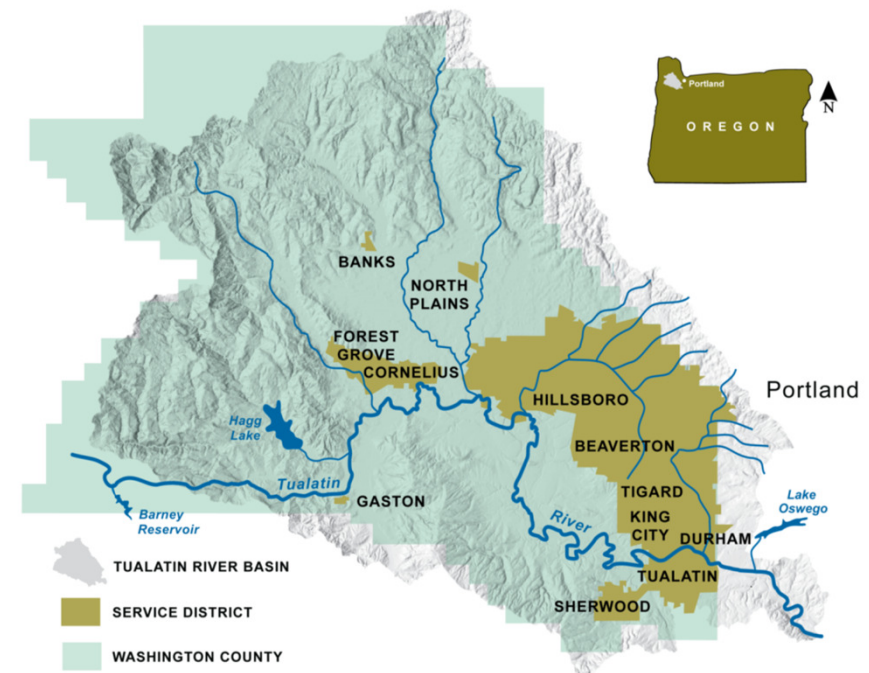 Portland
OREGON
N
BANKS
NORTH
PLAINS
FOREST
GROVE
CORNELIUS
Portland
HILLSBORO
Hagg
Lake
BEAVERTON
Tualatin
GASTON
TIGARD
River
KING
CITY
Lake
Oswego
Barney
Reservoir
DURHAM
TUALATIN
SHERWOOD
TUALATIN RIVER BASIN
SERVICE DISTRICT
WASHINGTON COUNTY